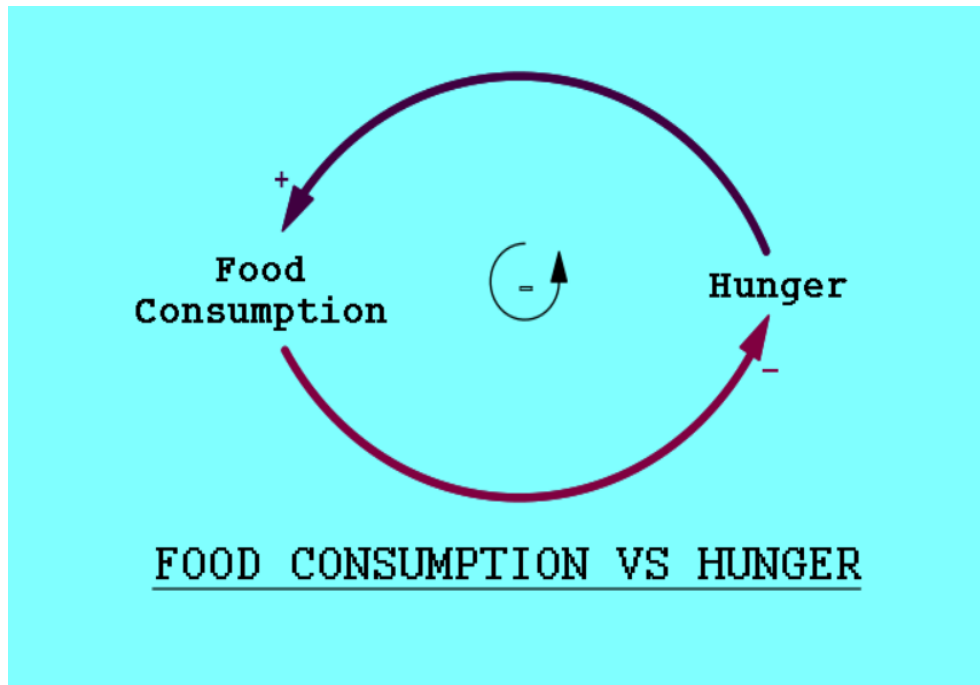 +
Food
Consumption
-
Hunger
-
FOOD CONSUMPTION VS HUNGER